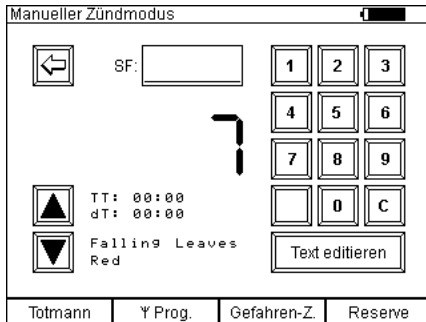 Manueller Zündmodus
SF:
1 2 3
4 5 6
7
7 8 9
0 C
TT: 00:00
dT: 00:00
Falling Leaves
Red
Text editieren
Totmann Prog. Gefahren-Z. Reserve